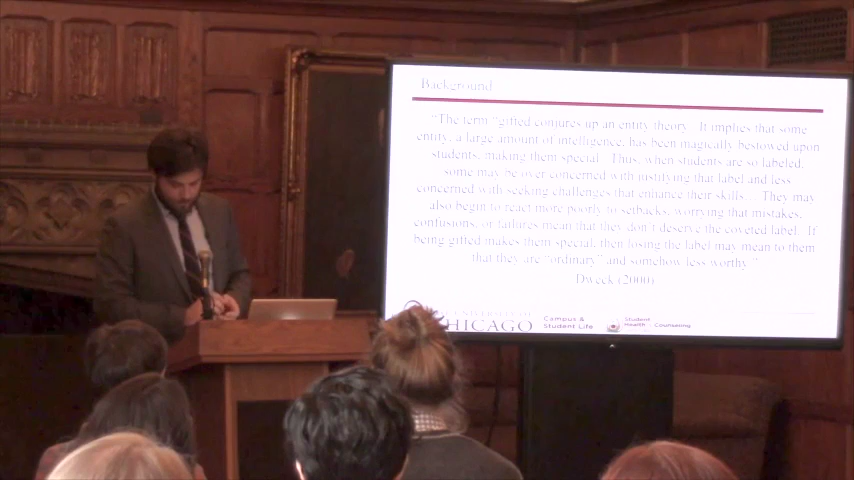 Background
"The term "gifted conjures up an entity theory. It implies that some
entity, a large amount of intelligence, has been magically bestowed upon
students, making them special. Thus, when students are so labeled,
some may be over concerned with justifying that label and less
concerned with seeking challenges that enhance their skills... They may
also begin to react more poorly to setbacks, worrying that mistakes,
confusions, or failures mean that they don't deserve the coveted label. If
being gifted makes them special, then losing the label may mean to them
that they are "ordinary" and somehow less worthy."
Dweck (2000)
CHICAGO
Campus &
Student Life
Student
Health & Counseling